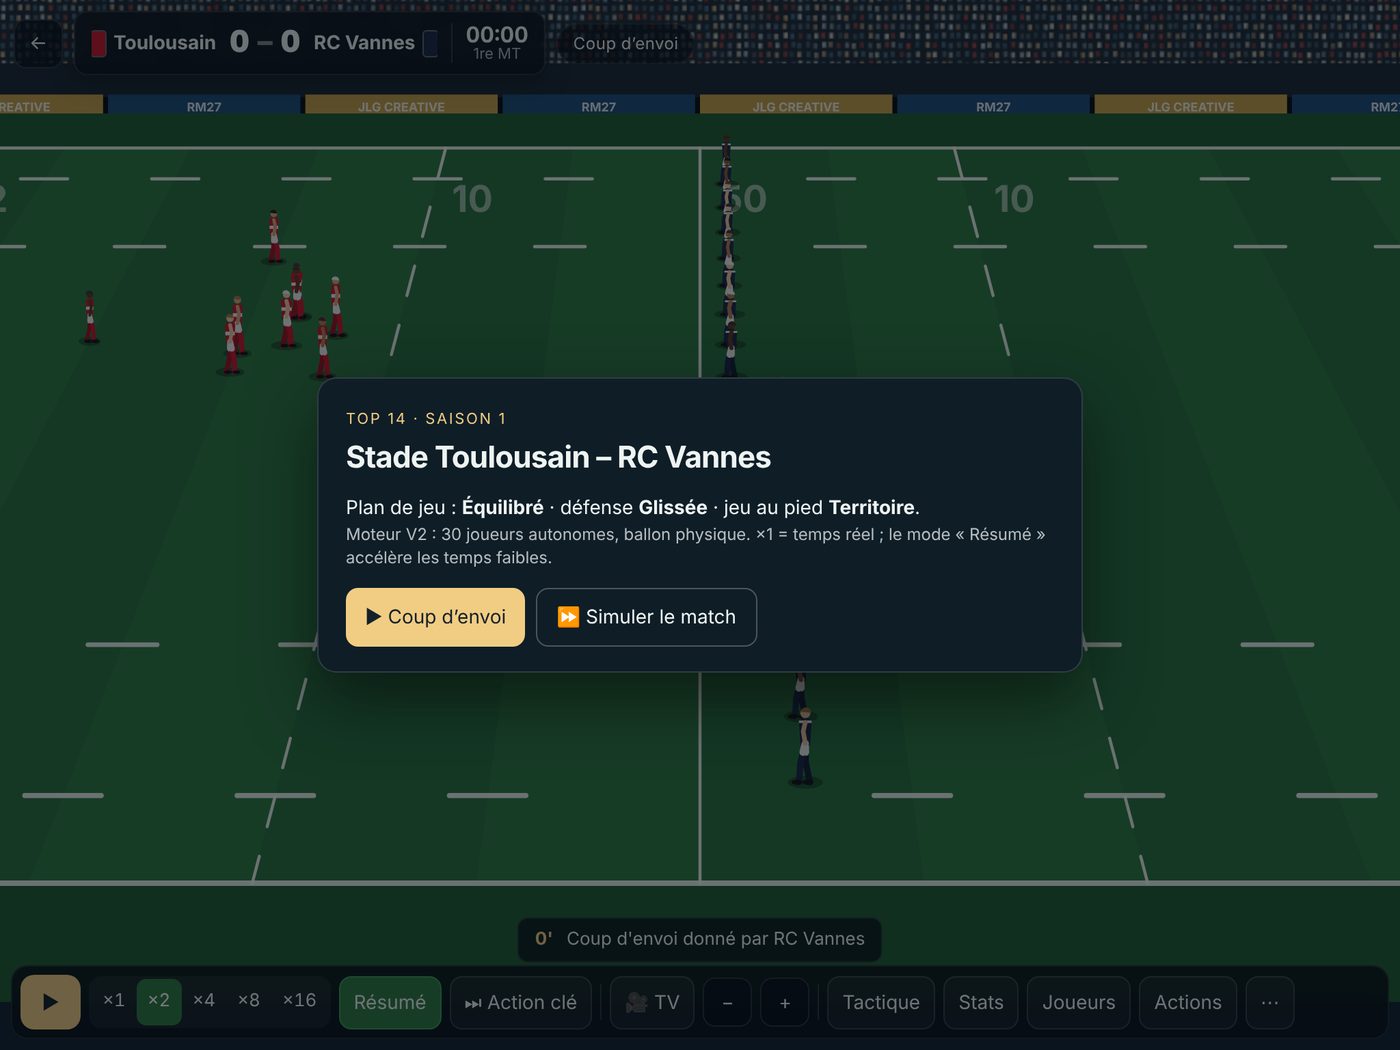 ←
Toulousain 0 – 0 RC Vannes
00:00
1re MT
Coup d’envoi
REATIVE
RM27
JLG CREATIVE
RM27
JLG CREATIVE
RM27
JLG CREATIVE
RM27
2
10
50
10
TOP 14 · SAISON 1
Stade Toulousain – RC Vannes
Plan de jeu : Équilibré · défense Glissée · jeu au pied Territoire.
Moteur V2 : 30 joueurs autonomes, ballon physique. ×1 = temps réel ; le mode « Résumé »
accélère les temps faibles.
▶ Coup d’envoi
⏩ Simuler le match
0' Coup d'envoi donné par RC Vannes
▶ ×1 ×2 ×4 ×8 ×16 Résumé ⏭ Action clé 🎥 TV − + Tactique Stats Joueurs Actions ⋯